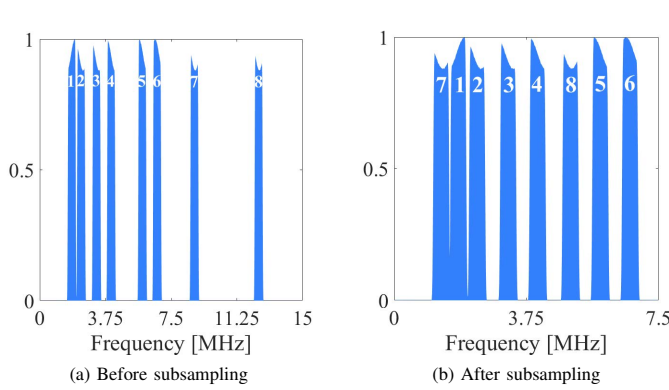 1
1 2 3 4 5 6 7 8
0.5
0
0 3.75 7.5 11.25 15
Frequency [MHz]
(a) Before subsampling
1
7 1 2 3 4 8 5 6
0.5
0
0 3.75 7.5
Frequency [MHz]
(b) After subsampling